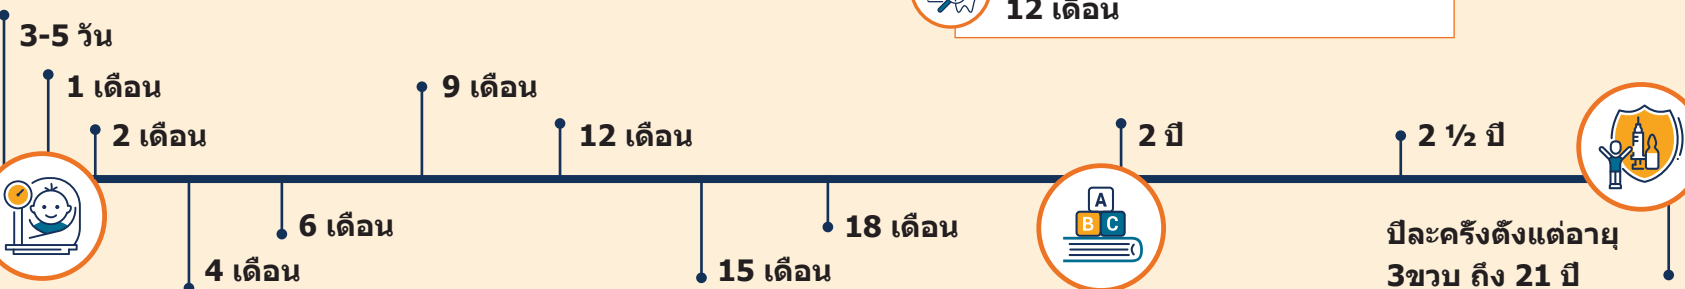 12 เดือน
3-5 วัน
1 เดือน
2 เดือน
4 เดือน
6 เดือน
9 เดือน
12 เดือน
15 เดือน
18 เดือน
A
B C
2 ปี
2 ½ ปี
ปีละครั้งตั้งแต่อายุ
3ขวบ ถึง 21 ปี